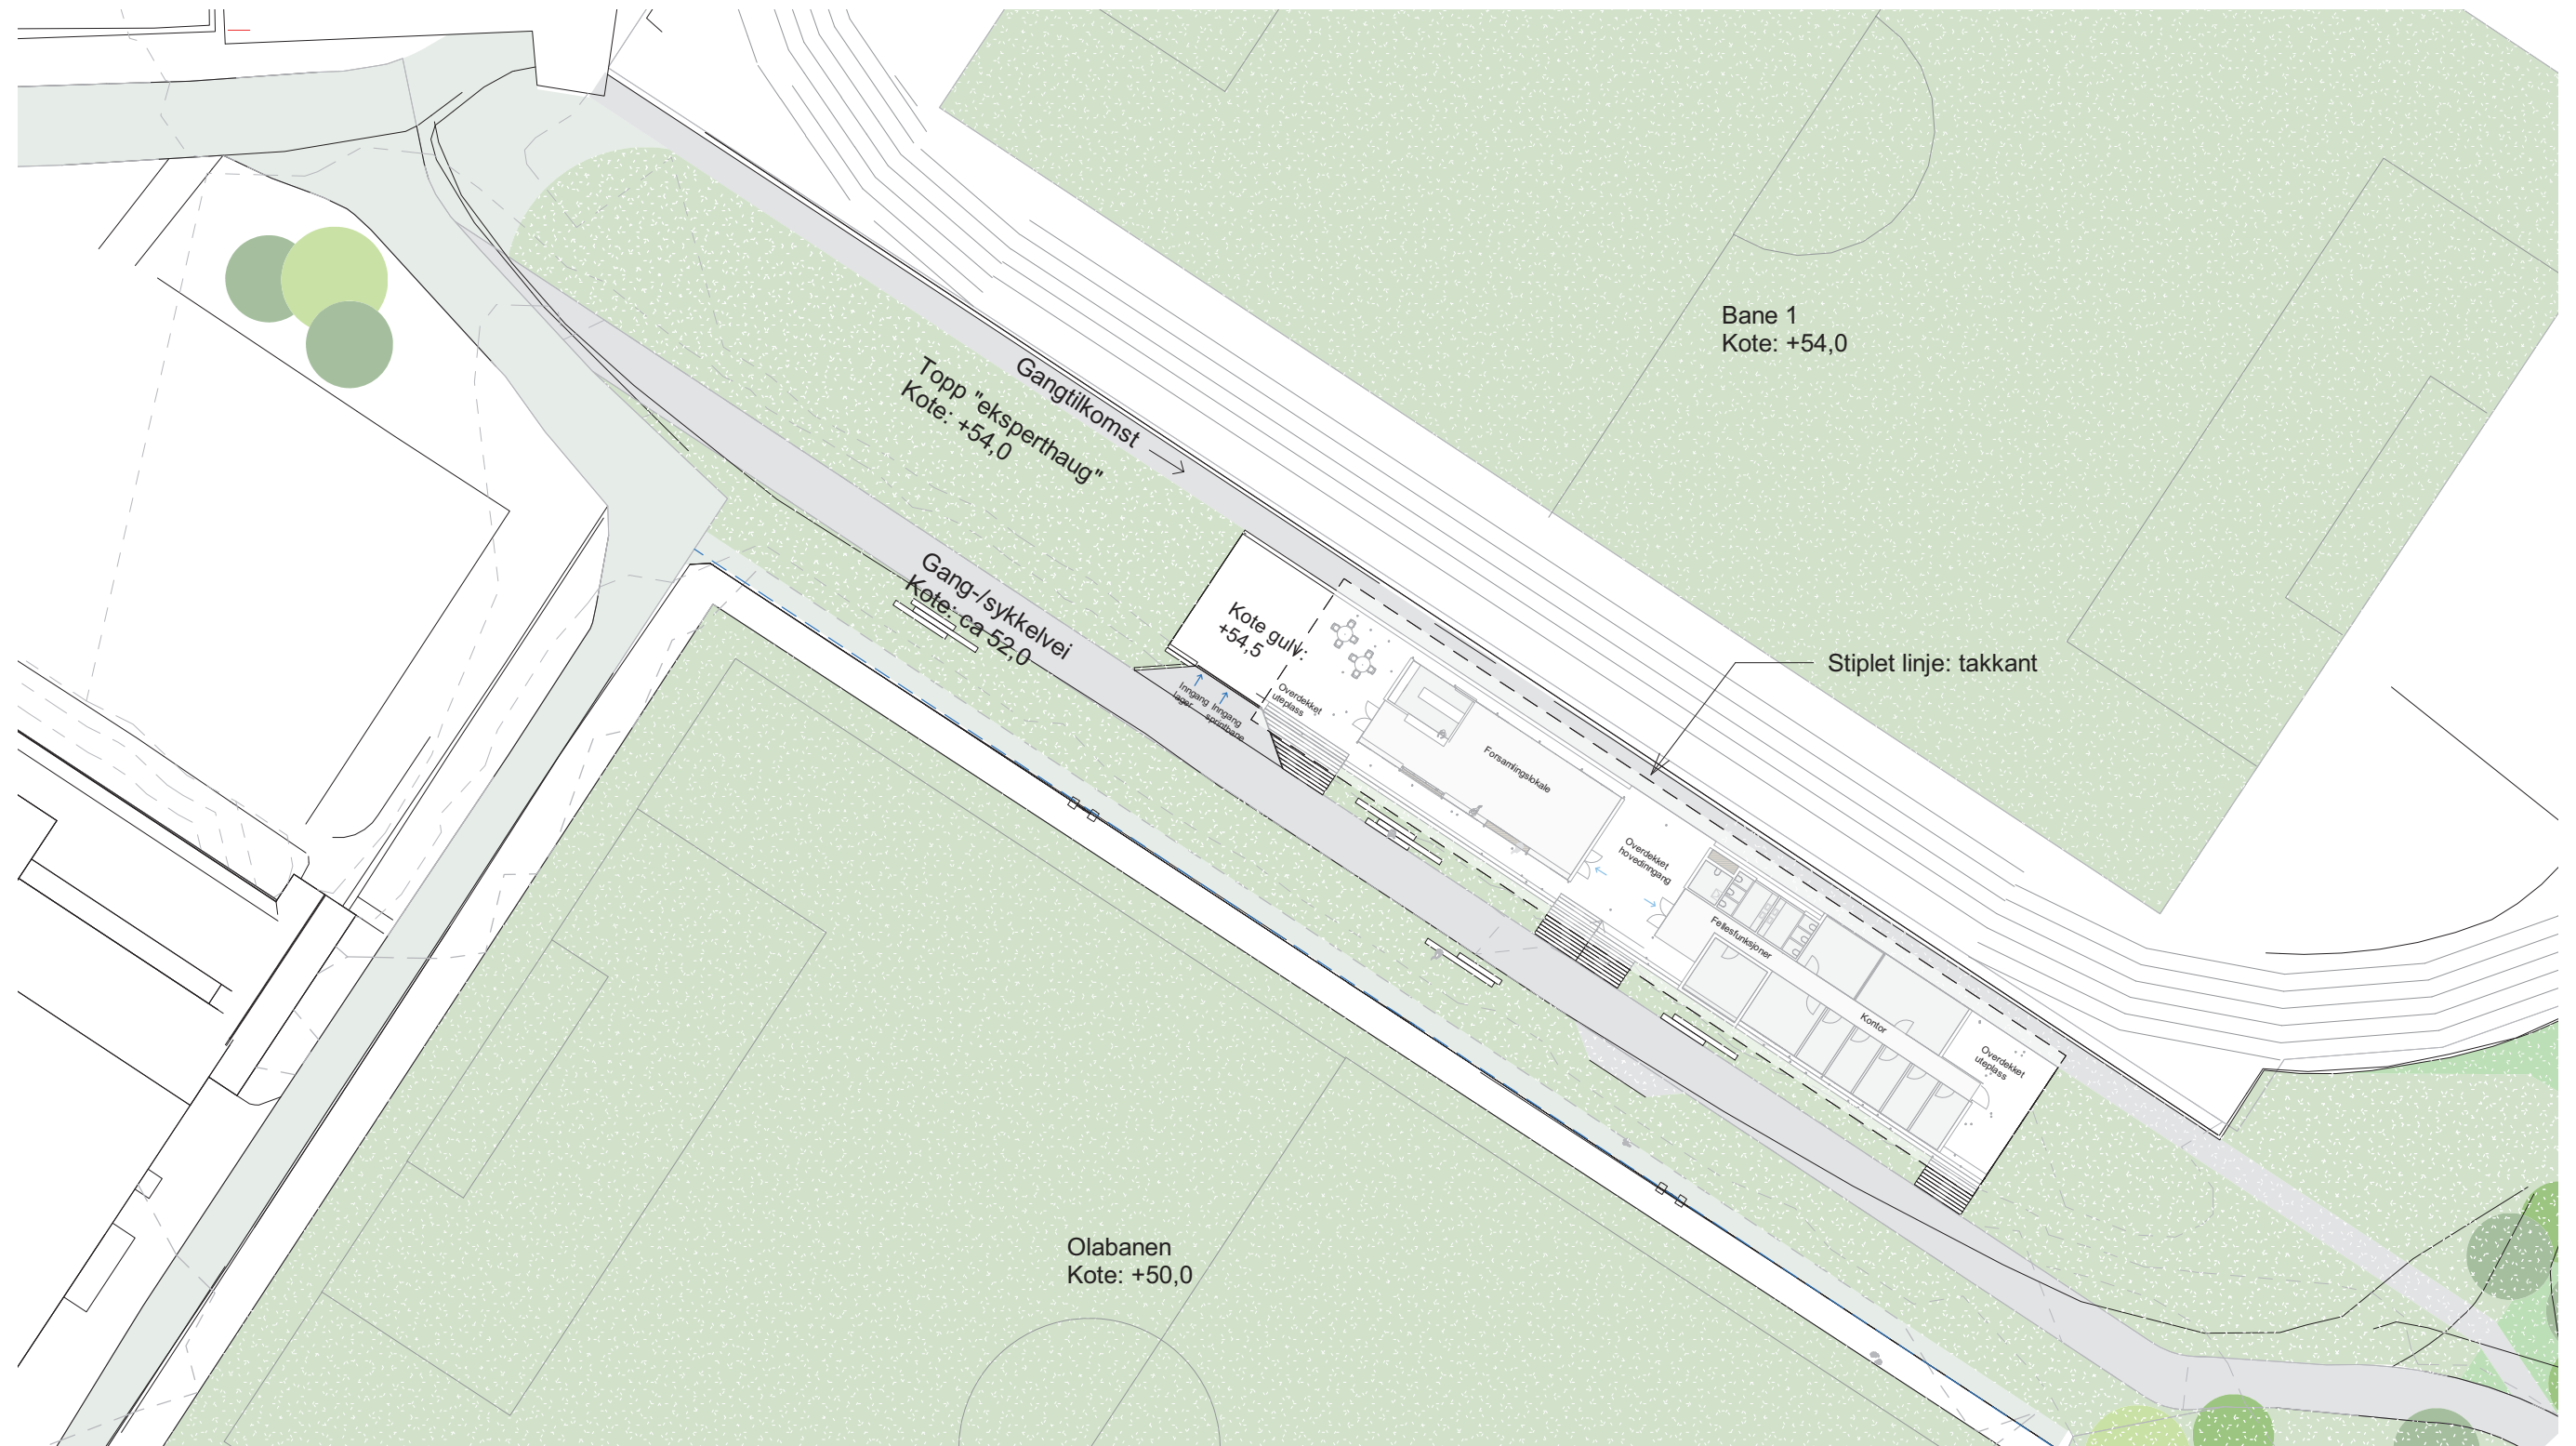 Bane 1
Kote: +54,0
Gangtilkomst
Topp "eksperthaug"
Kote: +54,0
Gang-/sykkelvei
Kote: ca 52,0
Kote gulv:
+54,5
Stiplet linje: takkant
Overdekket
uteplass
Inngang
lager
Inngang
sprintbane
Forsamlingslokale
Overdekket
hovedinngang
Fellesfunksjoner
Kontor
Overdekket
uteplass
Olabanen
Kote: +50,0